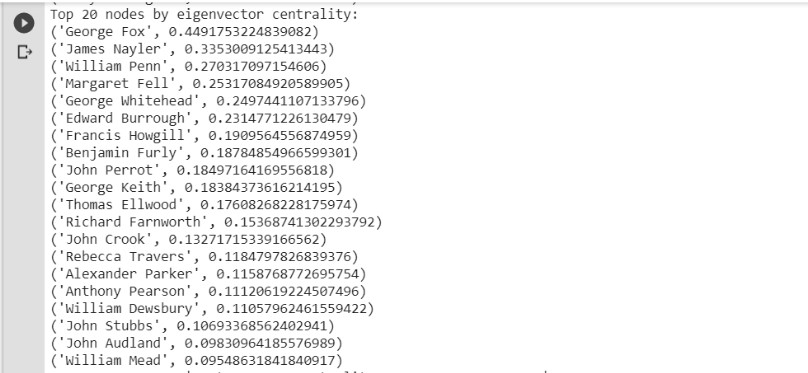 Top 20 nodes by eigenvector centrality:
('George Fox', 0.4491753224839082)
('James Nayler', 0.3353009125413443)
('William Penn', 0.270317097154606)
('Margaret Fell', 0.25317084920589905)
('George Whitehead', 0.2497441107133796)
('Edward Burrough', 0.2314771226130479)
('Francis Howgill', 0.1909564556874959)
('Benjamin Furly', 0.18784854966599301)
('John Perrot', 0.18497164169556818)
('George Keith', 0.18384373616214195)
('Thomas Ellwood', 0.17608268228175974)
('Richard Farnworth', 0.15368741302293792)
('John Crook', 0.13271715339166562)
('Rebecca Travers', 0.1184797826839376)
('Alexander Parker', 0.1158768772695754)
('Anthony Pearson', 0.11120619224507496)
('William Dewsbury', 0.11057962461559422)
('John Stubbs', 0.10693368562402941)
('John Audland', 0.09830964185576989)
('William Mead', 0.09548631841840917)